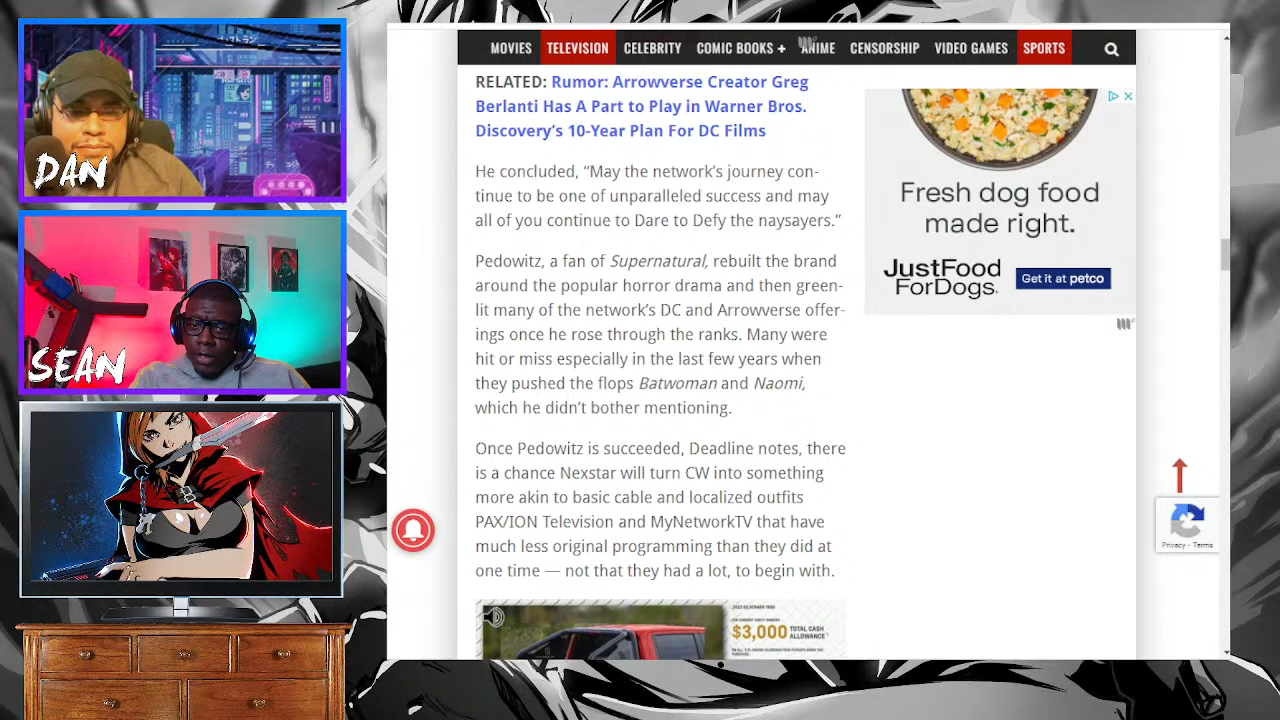 DAN
SEAN
MOVIES TELEVISION CELEBRITY COMIC BOOKS + ANIME CENSORSHIP VIDEO GAMES SPORTS
RELATED: Rumor: Arrowverse Creator Greg
Berlanti Has A Part to Play in Warner Bros.
Discovery’s 10-Year Plan For DC Films
He concluded, “May the network’s journey con-
tinue to be one of unparalleled success and may
all of you continue to Dare to Defy the naysayers.”
Pedowitz, a fan of Supernatural, rebuilt the brand
around the popular horror drama and then green-
lit many of the network’s DC and Arrowverse offer-
ings once he rose through the ranks. Many were
hit or miss especially in the last few years when
they pushed the flops Batwoman and Naomi,
which he didn’t bother mentioning.
Once Pedowitz is succeeded, Deadline notes, there
is a chance Nexstar will turn CW into something
more akin to basic cable and localized outfits
PAX/ION Television and MyNetworkTV that have
much less original programming than they did at
one time — not that they had a lot, to begin with.
Fresh dog food
made right.
JustFood
ForDogs.
Get it at petco
Privacy - Terms
$3,000 TOTAL CASH
ALLOWANCE